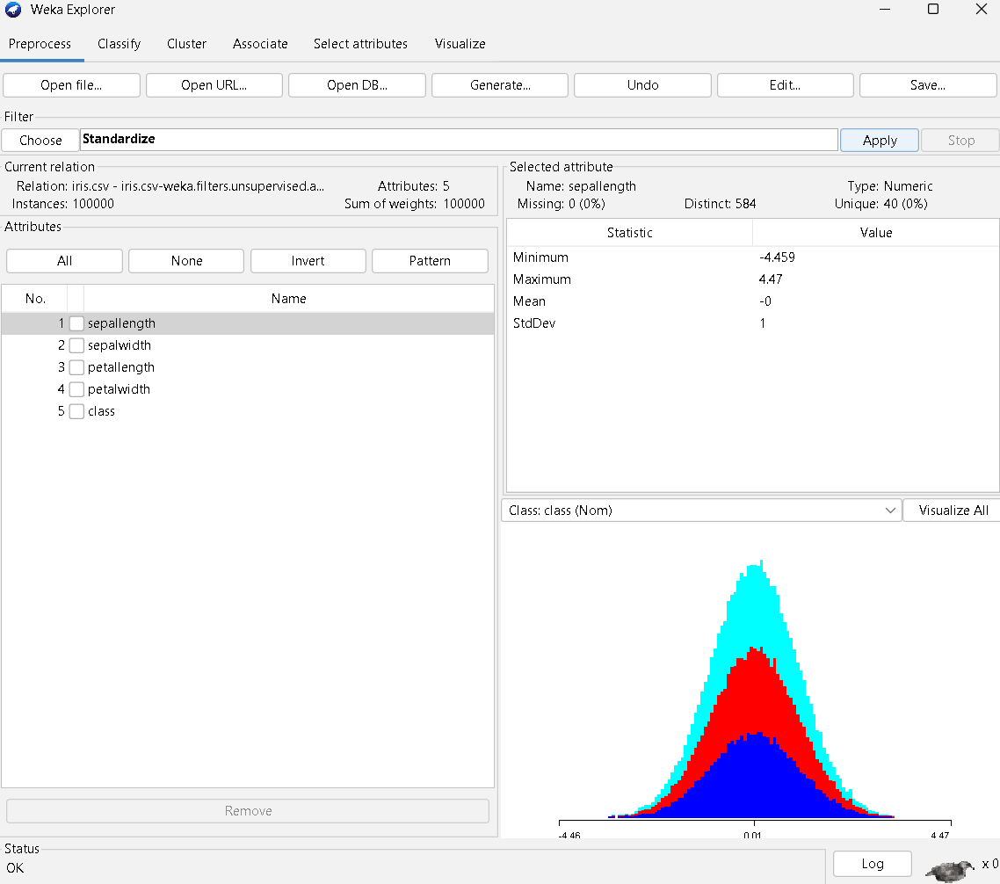 Weka Explorer
Preprocess Classify Cluster Associate Select attributes Visualize
Open file... Open URL... Open DB... Generate... Undo Edit... Save...
Filter
Choose Standardize Apply Stop
Current relation
Relation: iris.csv - iris.csv-weka.filters.unsupervised.a... Attributes: 5
Instances: 100000 Sum of weights: 100000
Attributes
All None Invert Pattern
No. Name
1 sepallength
2 sepalwidth
3 petallength
4 petalwidth
5 class
Remove
Selected attribute
Name: sepallength Type: Numeric
Missing: 0 (0%) Distinct: 584 Unique: 40 (0%)
Statistic Value
Minimum -4.459
Maximum 4.47
Mean -0
StdDev 1
Class: class (Nom) Visualize All
-4.46 0.01 4.47
Status
OK
Log x 0